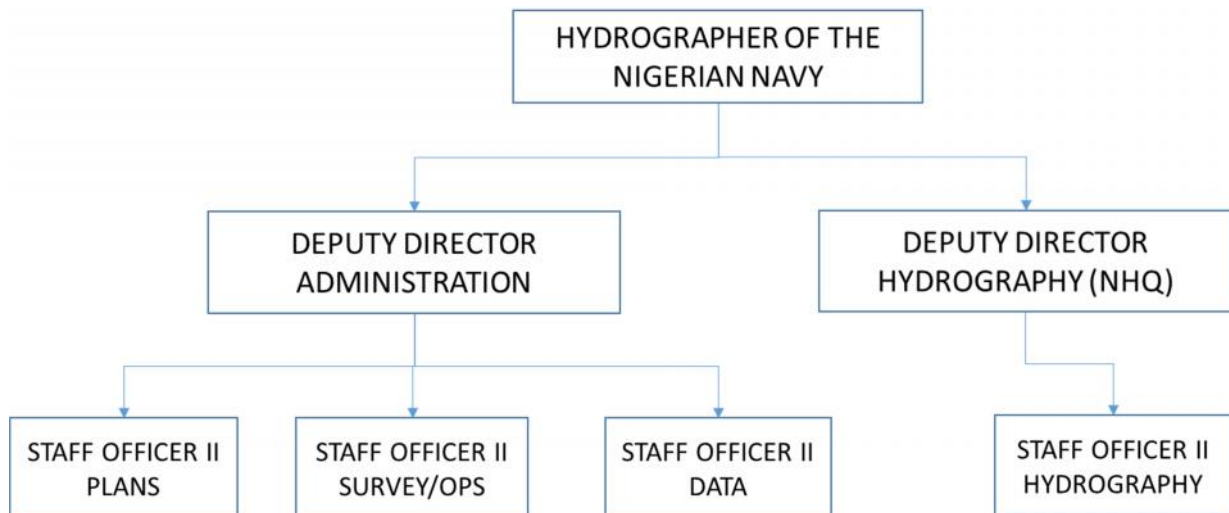 HYDROGRAPHER OF THE
NIGERIAN NAVY
DEPUTY DIRECTOR
ADMINISTRATION
DEPUTY DIRECTOR
HYDROGRAPHY (NHQ)
STAFF OFFICER II
PLANS
STAFF OFFICER II
SURVEY/OPS
STAFF OFFICER II
DATA
STAFF OFFICER II
HYDROGRAPHY